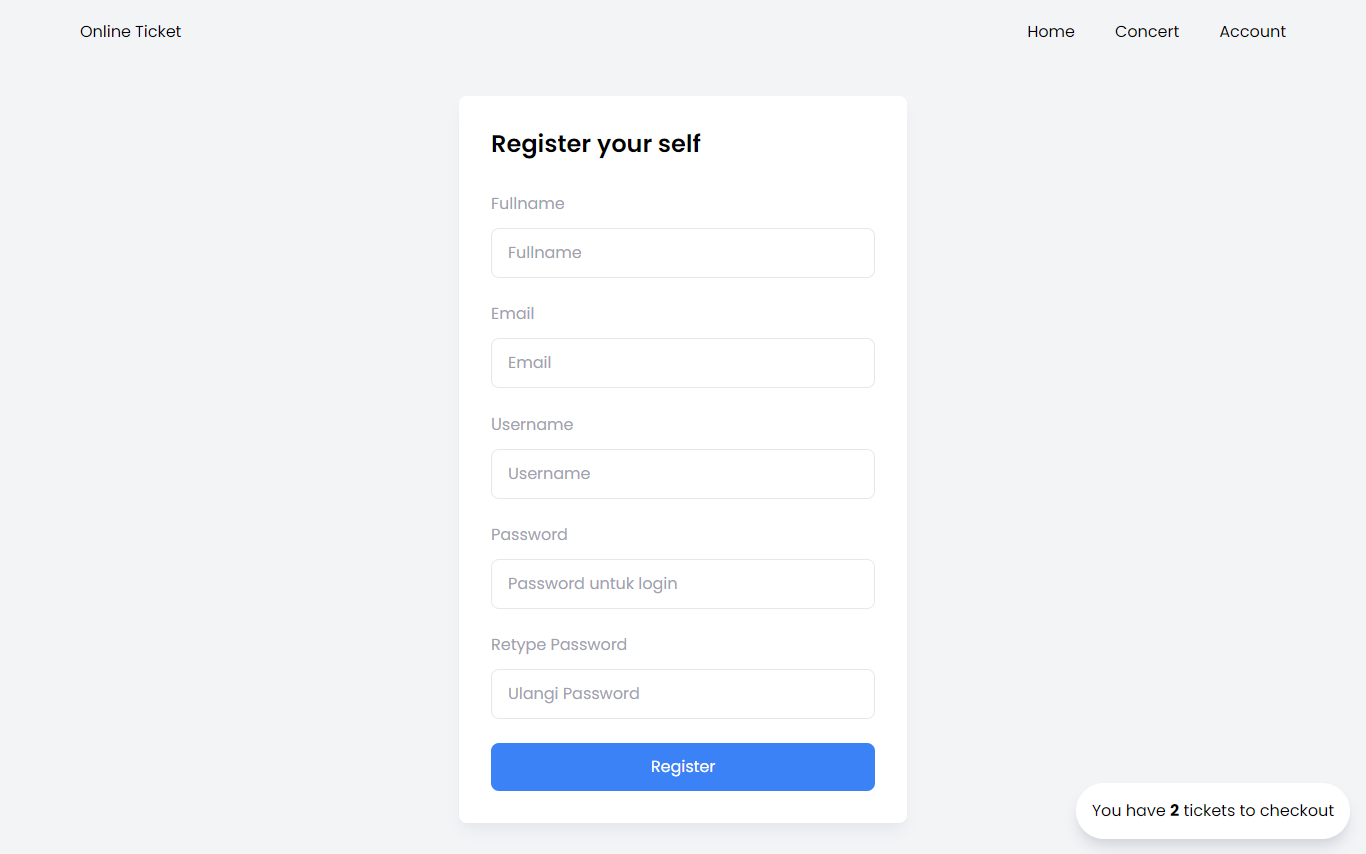 Online Ticket
Home
Concert
Account
Register your self
Fullname
Fullname
Email
Email
Username
Username
Password
Password untuk login
Retype Password
Ulangi Password
Register
You have 2 tickets to checkout